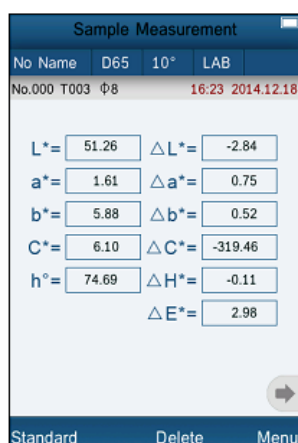 Sample Measurement
No Name D65 10° LAB
No.000 T003 Φ8 16:23 2014.12.18
L*= 51.26 △L*= -2.84
a*= 1.61 △a*= 0.75
b*= 5.88 △b*= 0.52
C*= 6.10 △C*= -319.46
h°= 74.69 △H*= -0.11
△E*= 2.98
Standard Delete Menu